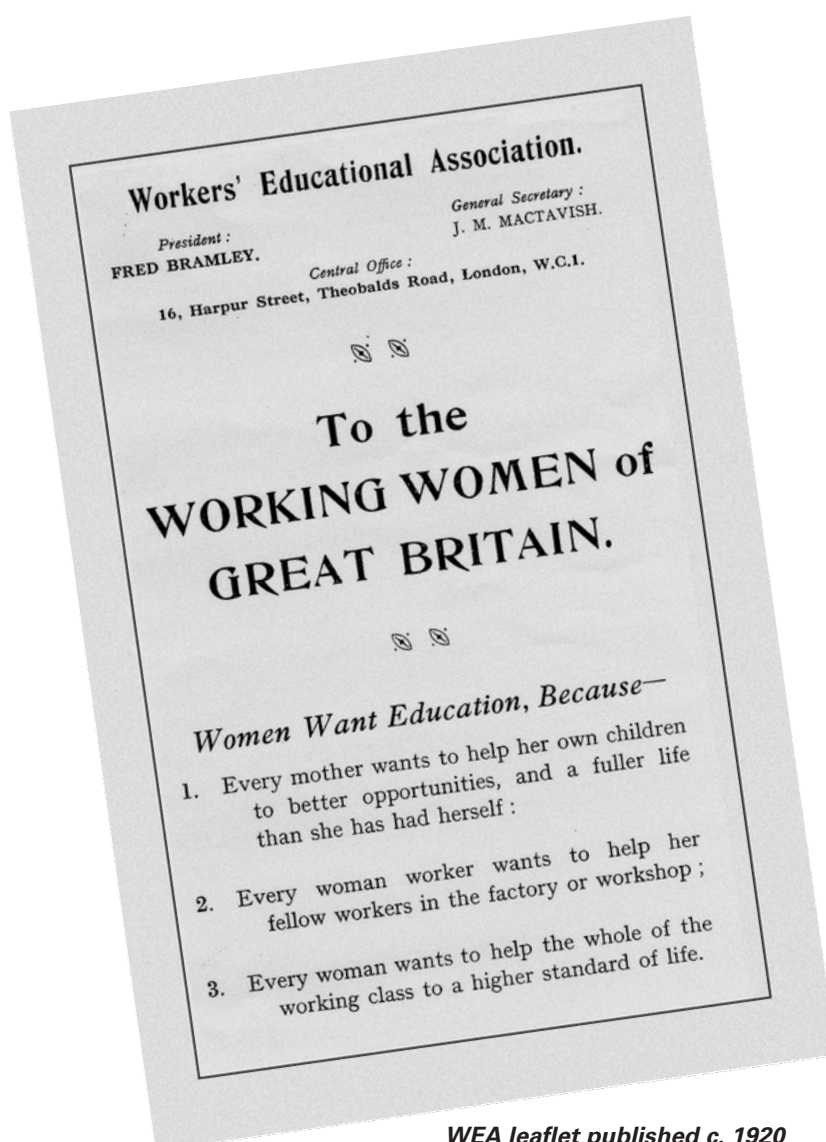 Workers' Educational Association.
President :
FRED BRAMLEY.
General Secretary :
J. M. MACTAVISH.
Central Office :
16, Harpur Street, Theobalds Road, London, W.C.1.
To the
WORKING WOMEN of
GREAT BRITAIN.
Women Want Education, Because—
1. Every mother wants to help her own children
to better opportunities, and a fuller life
than she has had herself :
2. Every woman worker wants to help her
fellow workers in the factory or workshop ;
3. Every woman wants to help the whole of the
working class to a higher standard of life.
WEA leaflet published c. 1920